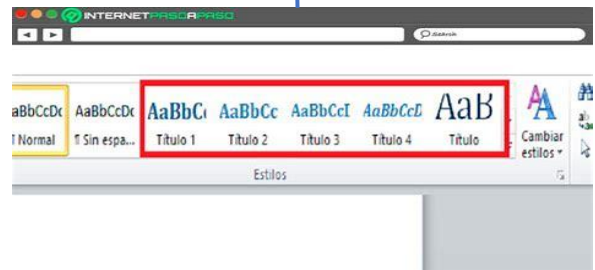 INTERNETPASOAPASO
Search
aBbCcDc AaBbCcDc AaBbC AaBbCc AaBbCcI AaBbCcD AaB
¶ Normal ¶ Sin espa... Título 1 Título 2 Título 3 Título 4 Título
Cambiar
estilos
Estilos